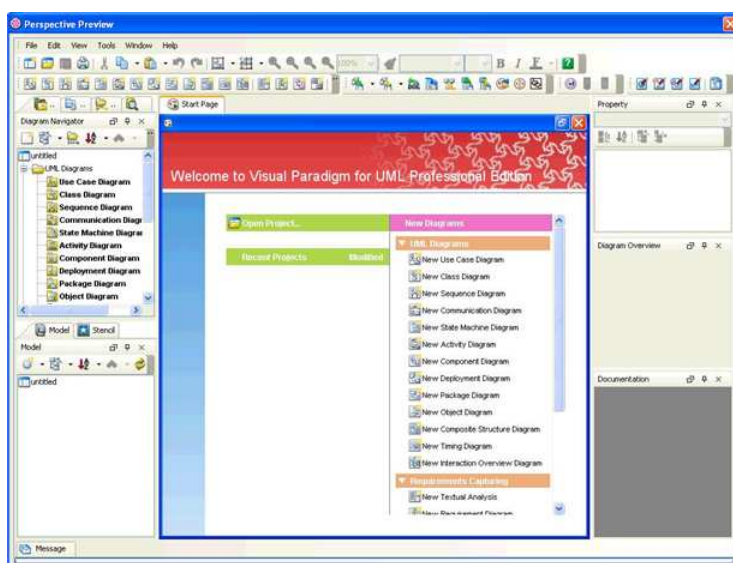 Perspective Preview
File Edit View Tools Window Help
100%
B I F
Start Page
Diagram Navigator
untitled
UML Diagrams
Use Case Diagram
Class Diagram
Sequence Diagram
Communication Diagr
State Machine Diagrar
Activity Diagram
Component Diagram
Deployment Diagram
Package Diagram
Object Diagram
Model Stencil
Model
untitled
Message
Welcome to Visual Paradigm for UML Professional Edition
Open Project...
Recent Projects Modified
New Diagrams
UML Diagrams
New Use Case Diagram
New Class Diagram
New Sequence Diagram
New Communication Diagram
New State Machine Diagram
New Activity Diagram
New Component Diagram
New Deployment Diagram
New Package Diagram
New Object Diagram
New Composite Structure Diagram
New Timing Diagram
New Interaction Overview Diagram
Requirements Capturing
New Textual Analysis
New Requirement Diagram
Property
Diagram Overview
Documentation